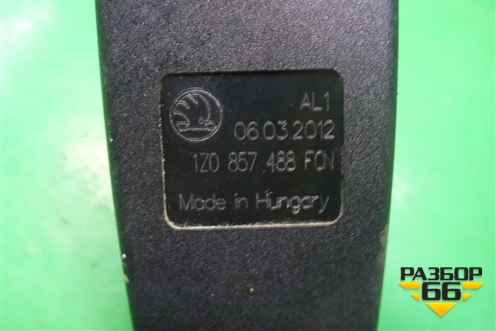 AL1
06.03.2012
1Z0 857 488 FCN
Made in Hungary
РАЗБОР
66